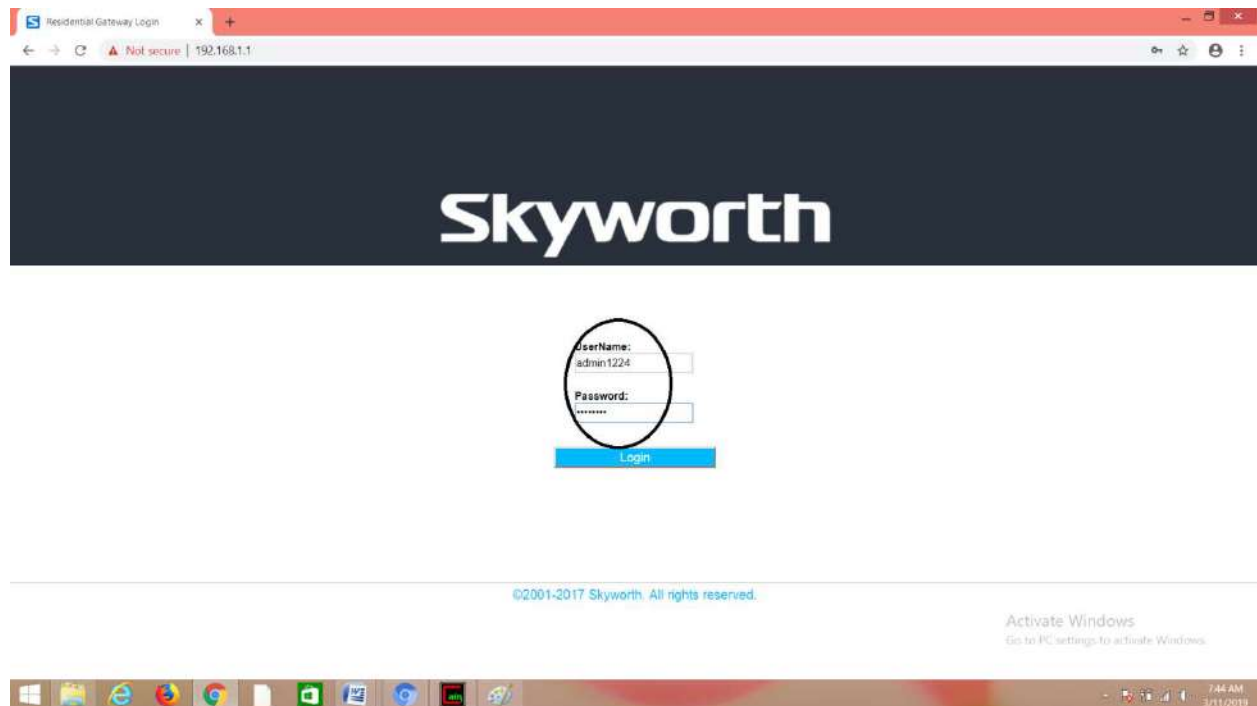 Residential Gateway Login
Not secure | 192.168.1.1
Skyworth
UserName:
admin1224
Password:
········
Login
©2001-2017 Skyworth. All rights reserved.
Activate Windows
Go to PC settings to activate Windows.
7:44 AM
3/11/2019